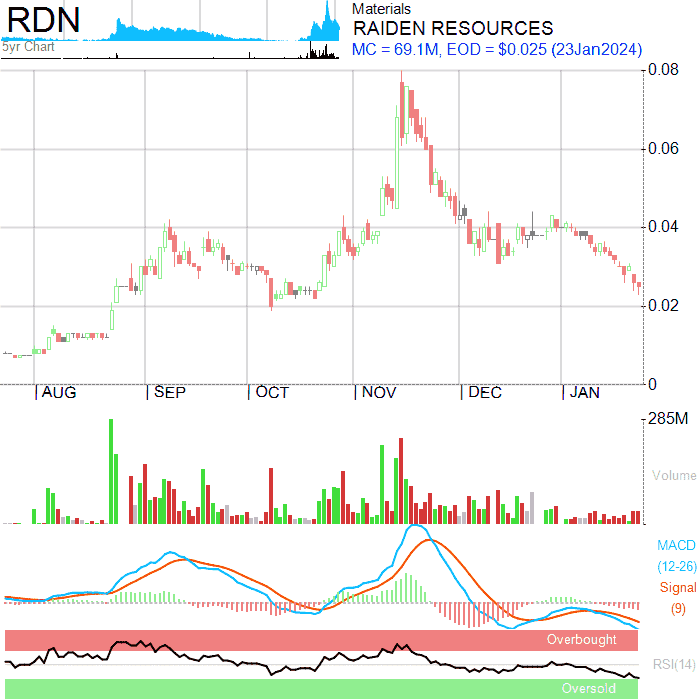 RDN
5yr Chart
Materials
RAIDEN RESOURCES
MC = 69.1M, EOD = $0.025 (23Jan2024)
0.08
0.06
0.04
0.02
0
AUG SEP OCT NOV DEC JAN
285M
Volume
MACD
(12-26)
Signal
(9)
Overbought
RSI(14)
Oversold